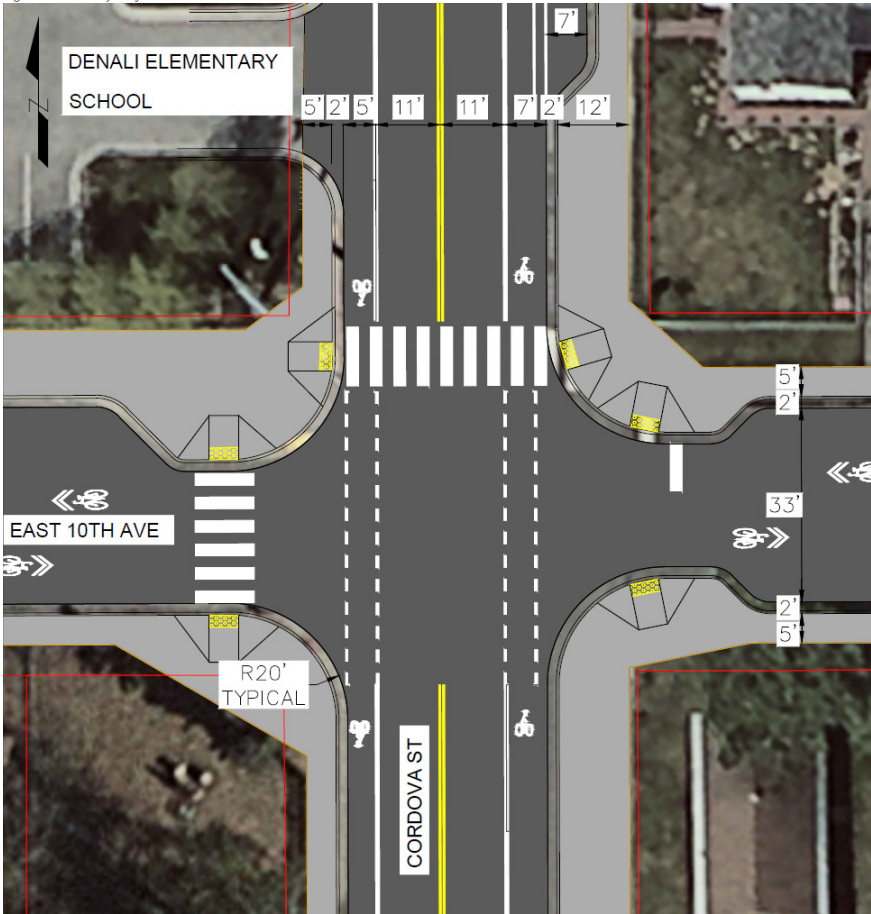 7'
DENALI ELEMENTARY
SCHOOL
N
5' 2' 5' 11' 11' 7' 2' 12'
5'
2'
33'
EAST 10TH AVE
2'
5'
R20'
TYPICAL
CORDOVA ST